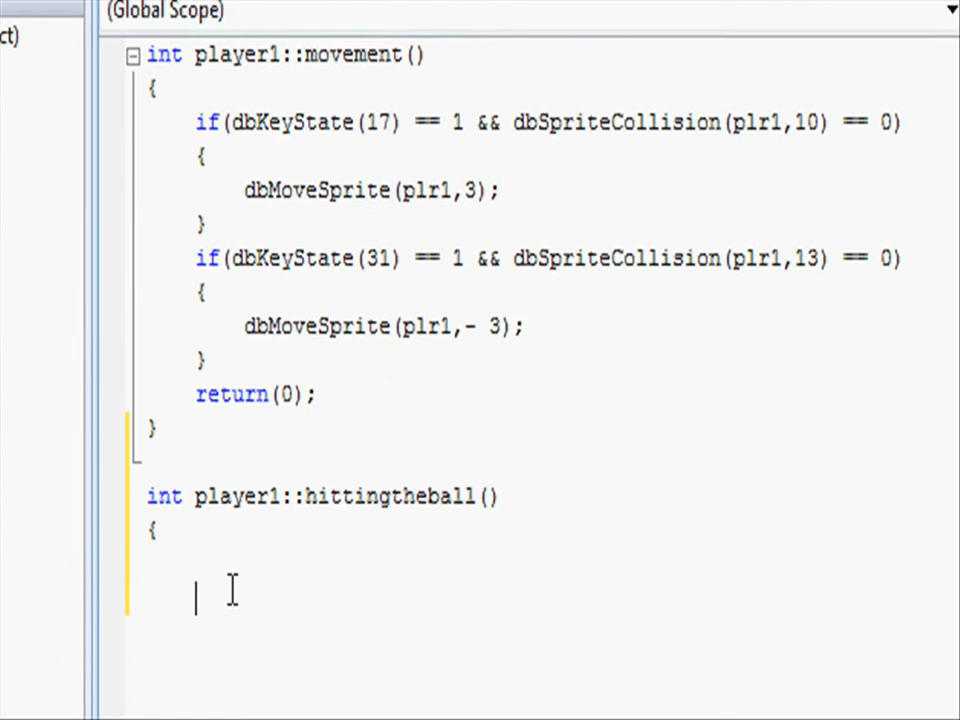 (Global Scope)
ct)
int player1::movement()
{
if(dbKeyState(17) == 1 && dbSpriteCollision(plr1,10) == 0)
{
dbMoveSprite(plr1,3);
}
if(dbKeyState(31) == 1 && dbSpriteCollision(plr1,13) == 0)
{
dbMoveSprite(plr1,- 3);
}
return(0);
}
int player1::hittingtheball()
{